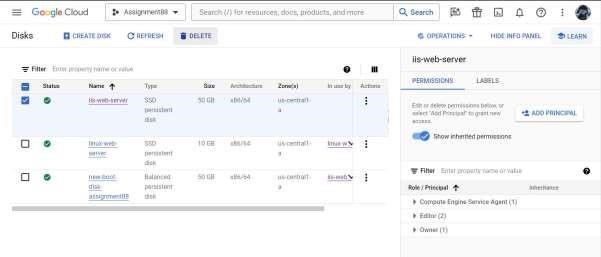 Google Cloud
Assignment88
Search (/) for resources, docs, products, and more
Search
Disks
CREATE DISK
REFRESH
DELETE
OPERATIONS
HIDE INFO PANEL
LEARN
Filter Enter property name or value
Status Name Type Size Architecture Zone(s) In use by Actions
iis-web-server SSD persistent disk 50 GB x86/64 us-central1-a
linux-web-server SSD persistent disk 10 GB x86/64 us-central1-a linux-w
new-boot-disk-assignment88 Balanced persistent disk 50 GB x86/64 us-central1-a iis-web
iis-web-server
PERMISSIONS LABELS
Edit or delete permissions below, or
select "Add Principal" to grant new
access.
ADD PRINCIPAL
Show inherited permissions
Filter Enter property name or value
Role / Principal Inheritance
Compute Engine Service Agent (1)
Editor (2)
Owner (1)